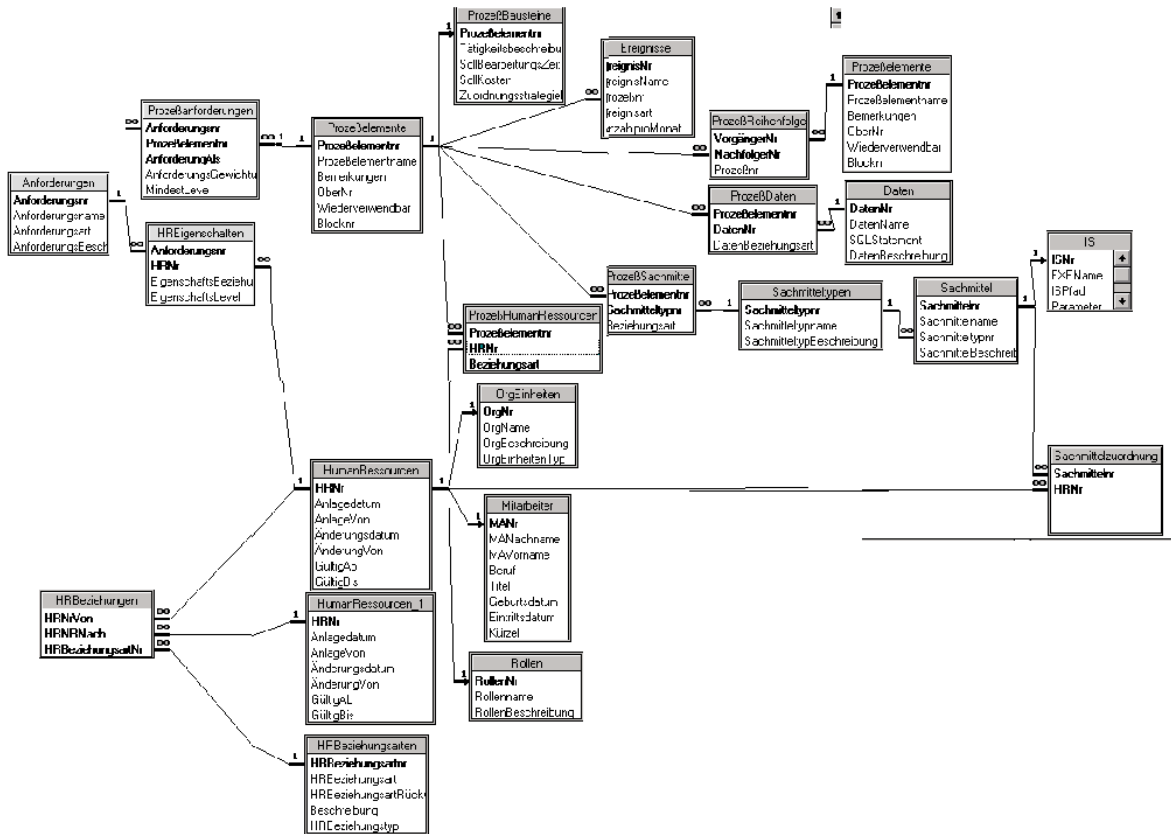 ProzeßBausteine
Prozeßelementnr
Tätigkeitsbeschreibu
SollBearbeitungsZei
SollKosten
Zuordnungsstrategie
Ereignisse
EreignisNr
EreignisName
Prozeßnr
Ereignisart
AnzahlproMonat
Prozeßelemente
Prozeßelementnr
Prozeßelementname
Bemerkungen
OberNr
Wiederverwendbar
Blocknr
ProzeßReihenfolge
VorgängerNr
NachfolgerNr
Prozeßnr
Prozeßanforderungen
Anforderungsnr
Prozeßelementnr
AnforderungAls
AnforderungsGewichtu
MindestLevel
Prozeßelemente
Prozeßelementnr
Prozeßelementname
Bemerkungen
OberNr
Wiederverwendbar
Blocknr
Anforderungen
Anforderungsnr
Anforderungsname
Anforderungsart
AnforderungsBesch
HREigenschaften
Anforderungsnr
HRNr
EigenschaftsBeziehu
EigenschaftsLevel
ProzeßDaten
Prozeßelementnr
DatenNr
DatenBeziehungsart
Daten
DatenNr
DatenName
SQLStatement
DatenBeschreibung
IS
ISNr
EXEName
ISPfad
Parameter
ProzeßSachmittel
Prozeßelementnr
Sachmitteltypnr
Beziehungsart
Sachmitteltypen
Sachmitteltypnr
Sachmitteltypname
SachmitteltypBeschreibung
Sachmittel
Sachmittelnr
Sachmittelname
Sachmitteltypnr
SachmittelBeschreib
ProzeßHumanRessourcen
Prozeßelementnr
HRNr
Beziehungsart
OrgEinheiten
OrgNr
OrgName
OrgBeschreibung
OrgEinheitenTyp
HumanRessourcen
HRNr
Anlagedatum
AnlageVon
Änderungsdatum
ÄnderungVon
GültigAb
GültigBis
Sachmittelzuordnung
Sachmittelnr
HRNr
Mitarbeiter
MANr
MANachname
MAVorname
Beruf
Titel
Geburtsdatum
Eintrittsdatum
Kürzel
HRBeziehungen
HRNrVon
HRNRNach
HRBeziehungsartNr
HumanRessourcen_1
HRNr
Anlagedatum
AnlageVon
Änderungsdatum
ÄnderungVon
GültigAb
GültigBis
Rollen
RollenNr
Rollenname
RollenBeschreibung
HRBeziehungsarten
HRBeziehungsartnr
HRBeziehungsart
HRBeziehungsartRückw
Beschreibung
HRBeziehungstyp